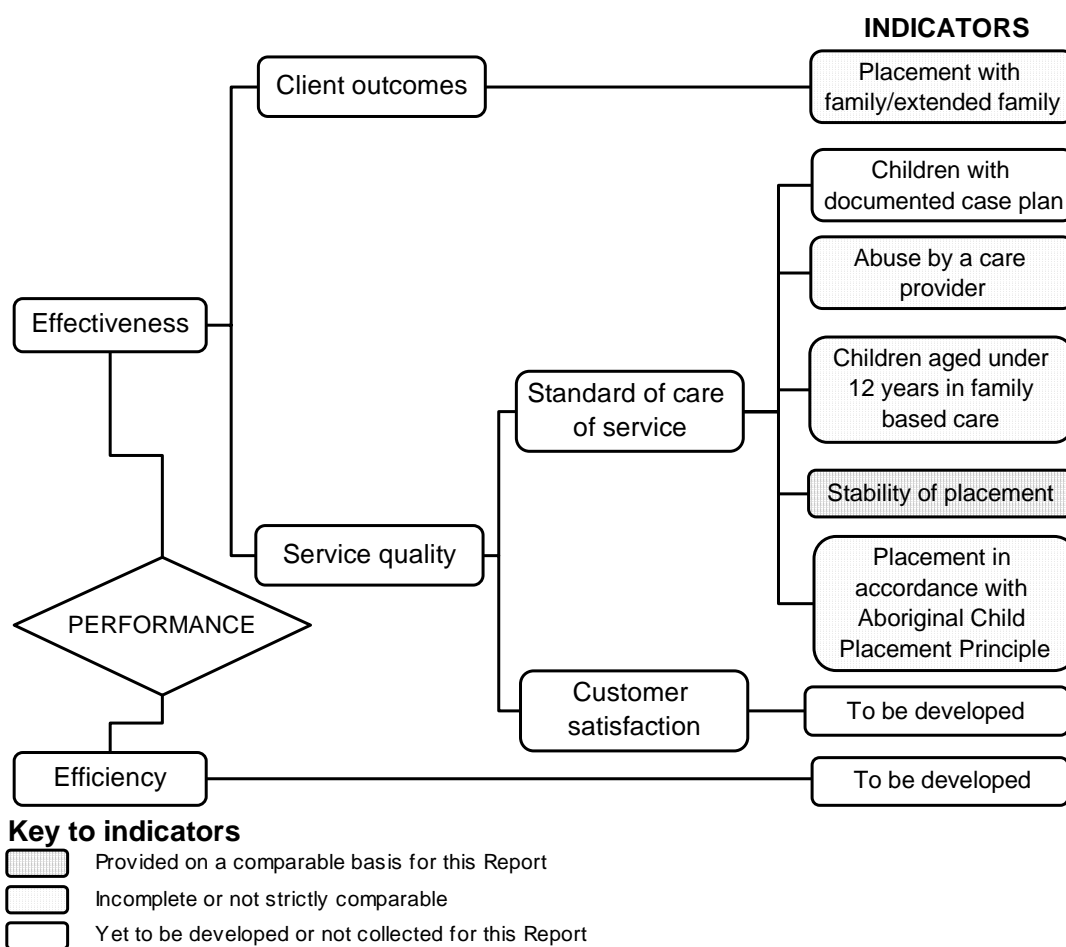 INDICATORS
Client outcomes
Placement with
family/extended family
Children with
documented case plan
Abuse by a care
provider
Effectiveness
Children aged under
12 years in family
based care
Standard of care
of service
Stability of placement
Service quality
Placement in
accordance with
Aboriginal Child
Placement Principle
PERFORMANCE
Customer
satisfaction
To be developed
Efficiency
To be developed
Key to indicators
Provided on a comparable basis for this Report
Incomplete or not strictly comparable
Yet to be developed or not collected for this Report